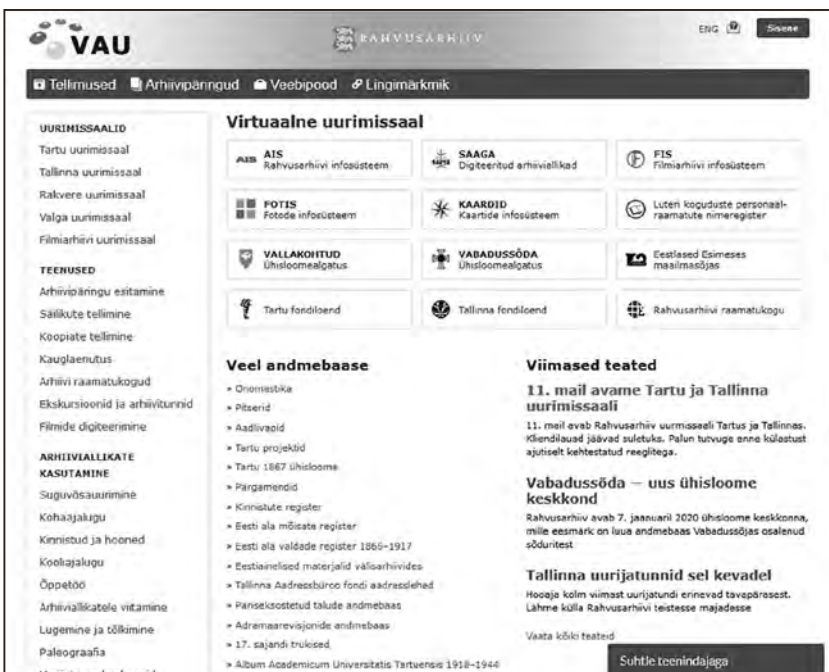 VAU
RAHVUSARHIIV
ENG
Sisene
Tellimused Arhiivipäringud Veebipood Lingimärkmik
UURIMISSAALID
Tartu uurimissaal
Tallinna uurimissaal
Rakvere uurimissaal
Valga uurimissaal
Filmiarhiivi uurimissaal
TEENUSED
Arhiivipäringu esitamine
Säilikute tellimine
Koopiate tellimine
Kauglaenutus
Arhiivi raamatukogud
Ekskursioonid ja arhiivitunnid
Filmide digiteerimine
ARHIIVIALLIKATE
KASUTAMINE
Suguvõsauurimine
Kohaajalugu
Kinnistud ja hooned
Kooliajalugu
Õppetöö
Arhiiviallikatele viitamine
Lugemine ja tõlkimine
Paleograafia
Virtuaalne uurimissaal
AIS
AIS
Rahvusarhiivi infosüsteem
SAAGA
Digiteeritud arhiiviallikad
FIS
Filmiarhiivi infosüsteem
FOTIS
Fotode infosüsteem
KAARDID
Kaartide infosüsteem
Luteri koguduste personaal-
raamatute nimeregister
VALLAKOHTUD
Ühisloomealgatus
VABADUSSÕDA
Ühisloomealgatus
Eestlased Esimeses
maailmasõjas
Tartu fondiloend
Tallinna fondiloend
Rahvusarhiivi raamatukogu
Veel andmebaase
» Onomastika
» Pitserid
» Aadlivapid
» Tartu projektid
» Tartu 1867 ühisloome
» Pärgamendid
» Kinnistute register
» Eesti ala mõisate register
» Eesti ala valdade register 1866–1917
» Eestiainelised materjalid välisarhiivides
» Tallinna Aadressbüroo fondi aadresslehed
» Päriseksostetud talude andmebaas
» Adramaarevisjonide andmebaas
» 17. sajandi trükised
» Album Academicum Universitatis Tartuensis 1918–1944
Viimased teated
11. mail avame Tartu ja Tallinna
uurimissaali
11. mail avab Rahvusarhiiv uurimissaali Tartus ja Tallinnas.
Kliendilauad jäävad suletuks. Palun tutvuge enne külastust
ajutiselt kehtestatud reeglitega.
Vabadussõda – uus ühisloome
keskkond
Rahvusarhiiv avab 7. jaanuaril 2020 ühisloome keskkonna,
mille eesmärk on luua andmebaas Vabadussõjas osalenud
sõduritest
Tallinna uurijatunnid sel kevadel
Hooaja kolm viimast uurijatundi erinevad tavapärasest.
Lähme külla Rahvusarhiivi teistesse majadesse
Vaata kõiki teateid
Suhtle teenindajaga